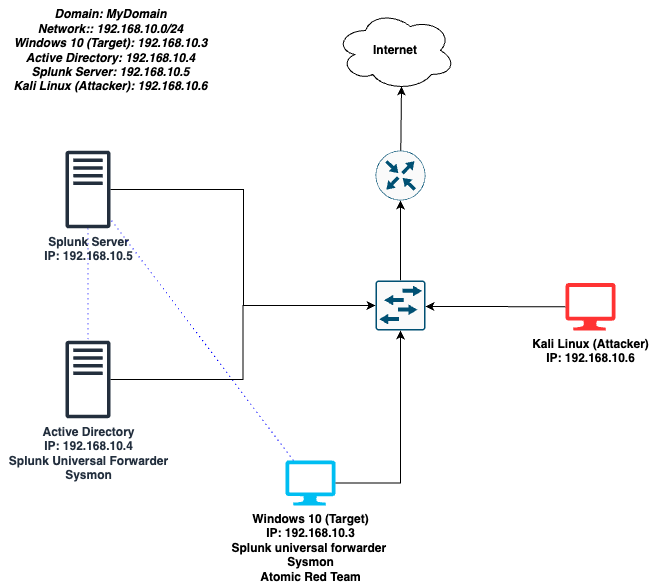 Domain: MyDomain
Network:: 192.168.10.0/24
Windows 10 (Target): 192.168.10.3
Active Directory: 192.168.10.4
Splunk Server: 192.168.10.5
Kali Linux (Attacker): 192.168.10.6
Internet
Splunk Server
IP: 192.168.10.5
Kali Linux (Attacker)
IP: 192.168.10.6
Active Directory
IP: 192.168.10.4
Splunk Universal Forwarder
Sysmon
Windows 10 (Target)
IP: 192.168.10.3
Splunk universal forwarder
Sysmon
Atomic Red Team